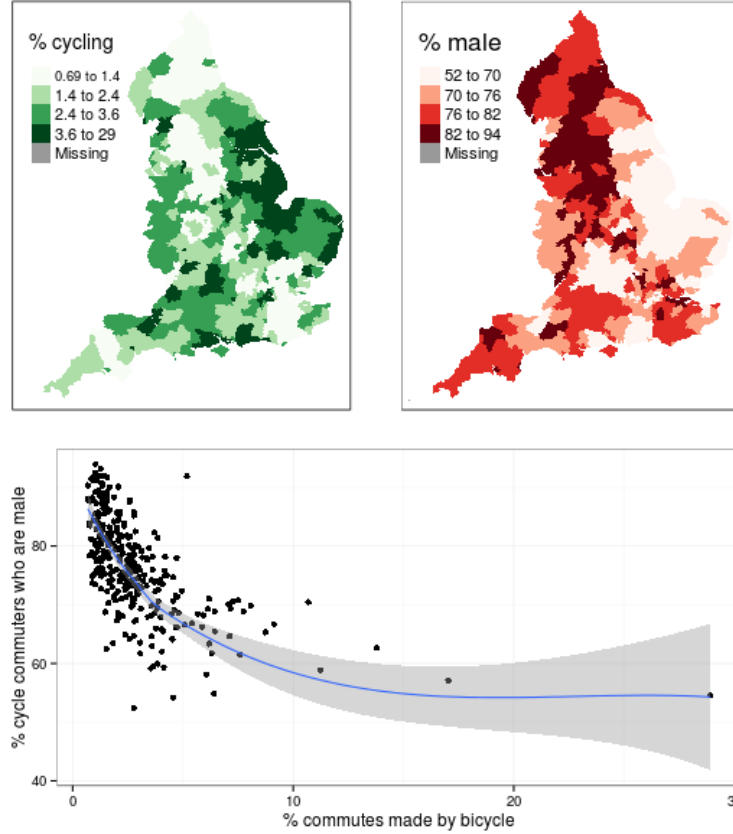 % cycling
0.69 to 1.4
1.4 to 2.4
2.4 to 3.6
3.6 to 29
Missing
% male
52 to 70
70 to 76
76 to 82
82 to 94
Missing
% cycle commuters who are male
80
60
40
0
10
20
% commutes made by bicycle